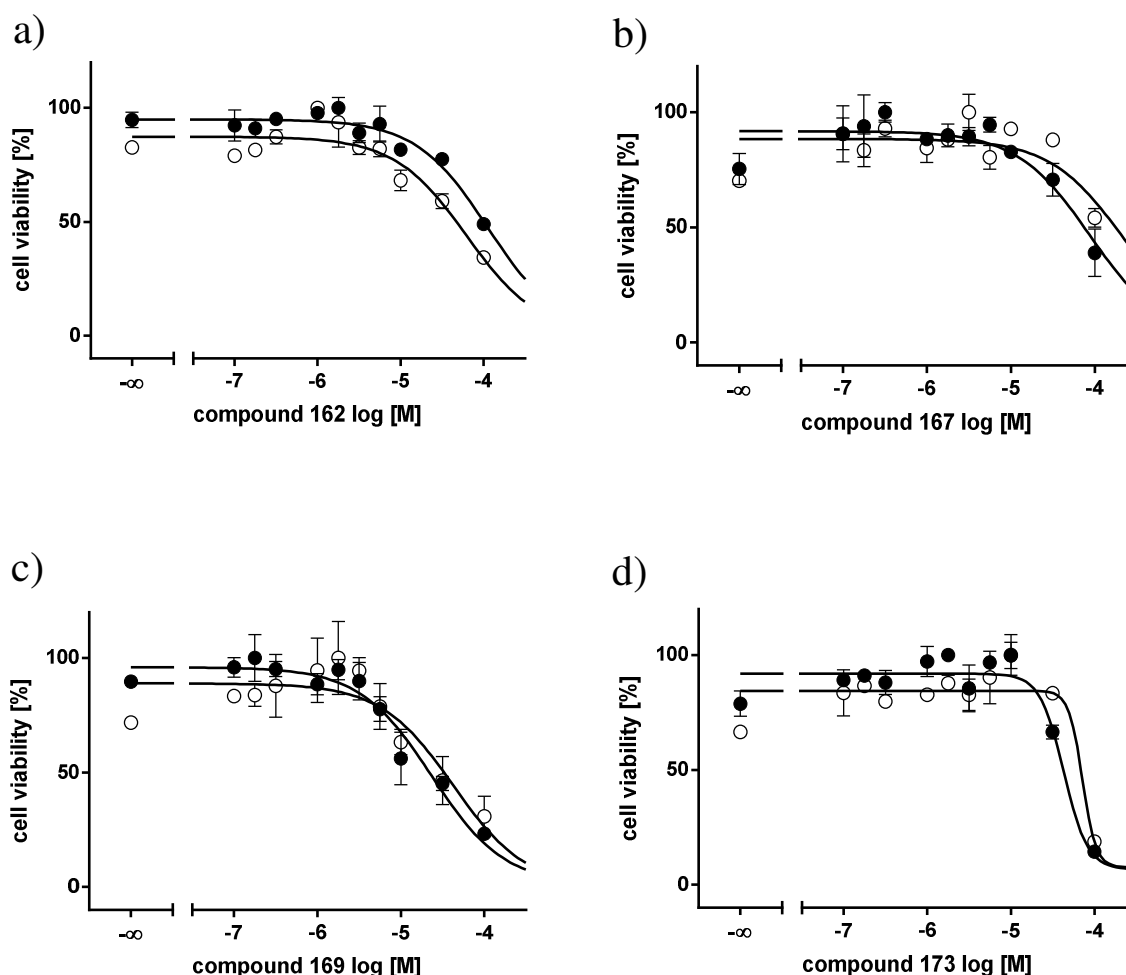 a)
cell viability [%]
100
50
0
-∞
-7
-6
-5
-4
compound 162 log [M]
b)
cell viability [%]
100
50
0
-∞
-7
-6
-5
-4
compound 167 log [M]
c)
cell viability [%]
100
50
0
-∞
-7
-6
-5
-4
compound 169 log [M]
d)
cell viability [%]
100
50
0
-∞
-7
-6
-5
-4
compound 173 log [M]